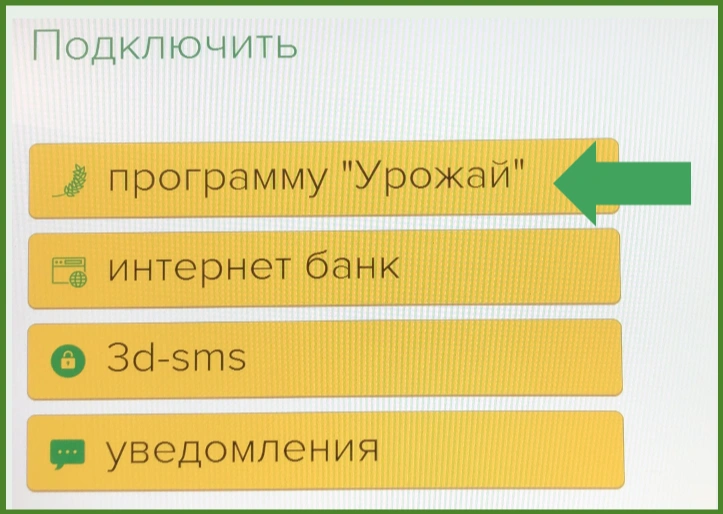 Подключить
программу "Урожай"
интернет банк
3d-sms
уведомления